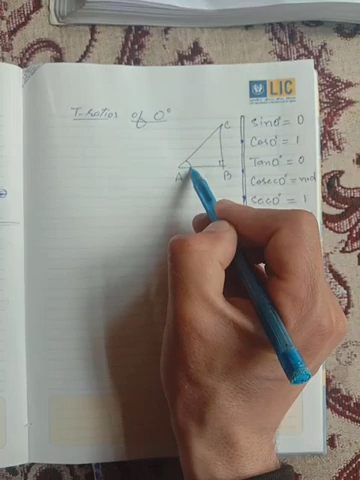 LIC
T-Ratios of 0°
C
A B
Sin0° = 0
Cos0° = 1
Tan0° = 0
Cosec0° = nd
Sec0° = 1